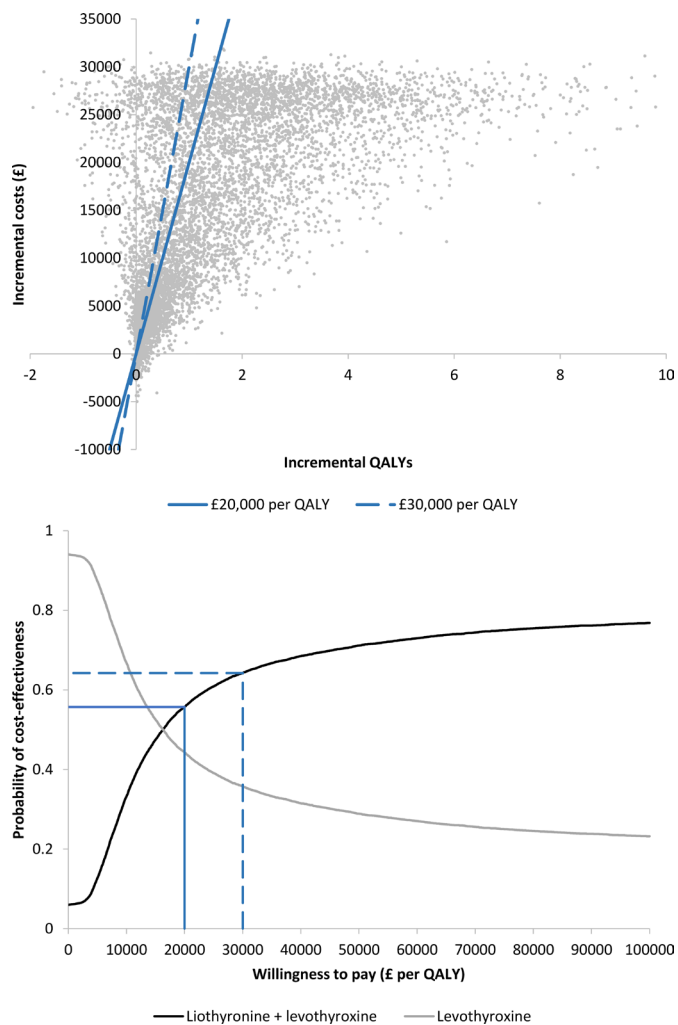 35000
30000
25000
20000
15000
10000
5000
0
-5000
-10000
Incremental costs (£)
-2 0 2 4 6 8 10
Incremental QALYs
£20,000 per QALY £30,000 per QALY
1
0.8
0.6
0.4
0.2
0
Probability of cost-effectiveness
0 10000 20000 30000 40000 50000 60000 70000 80000 90000 100000
Willingness to pay (£ per QALY)
Liothyronine + levothyroxine Levothyroxine